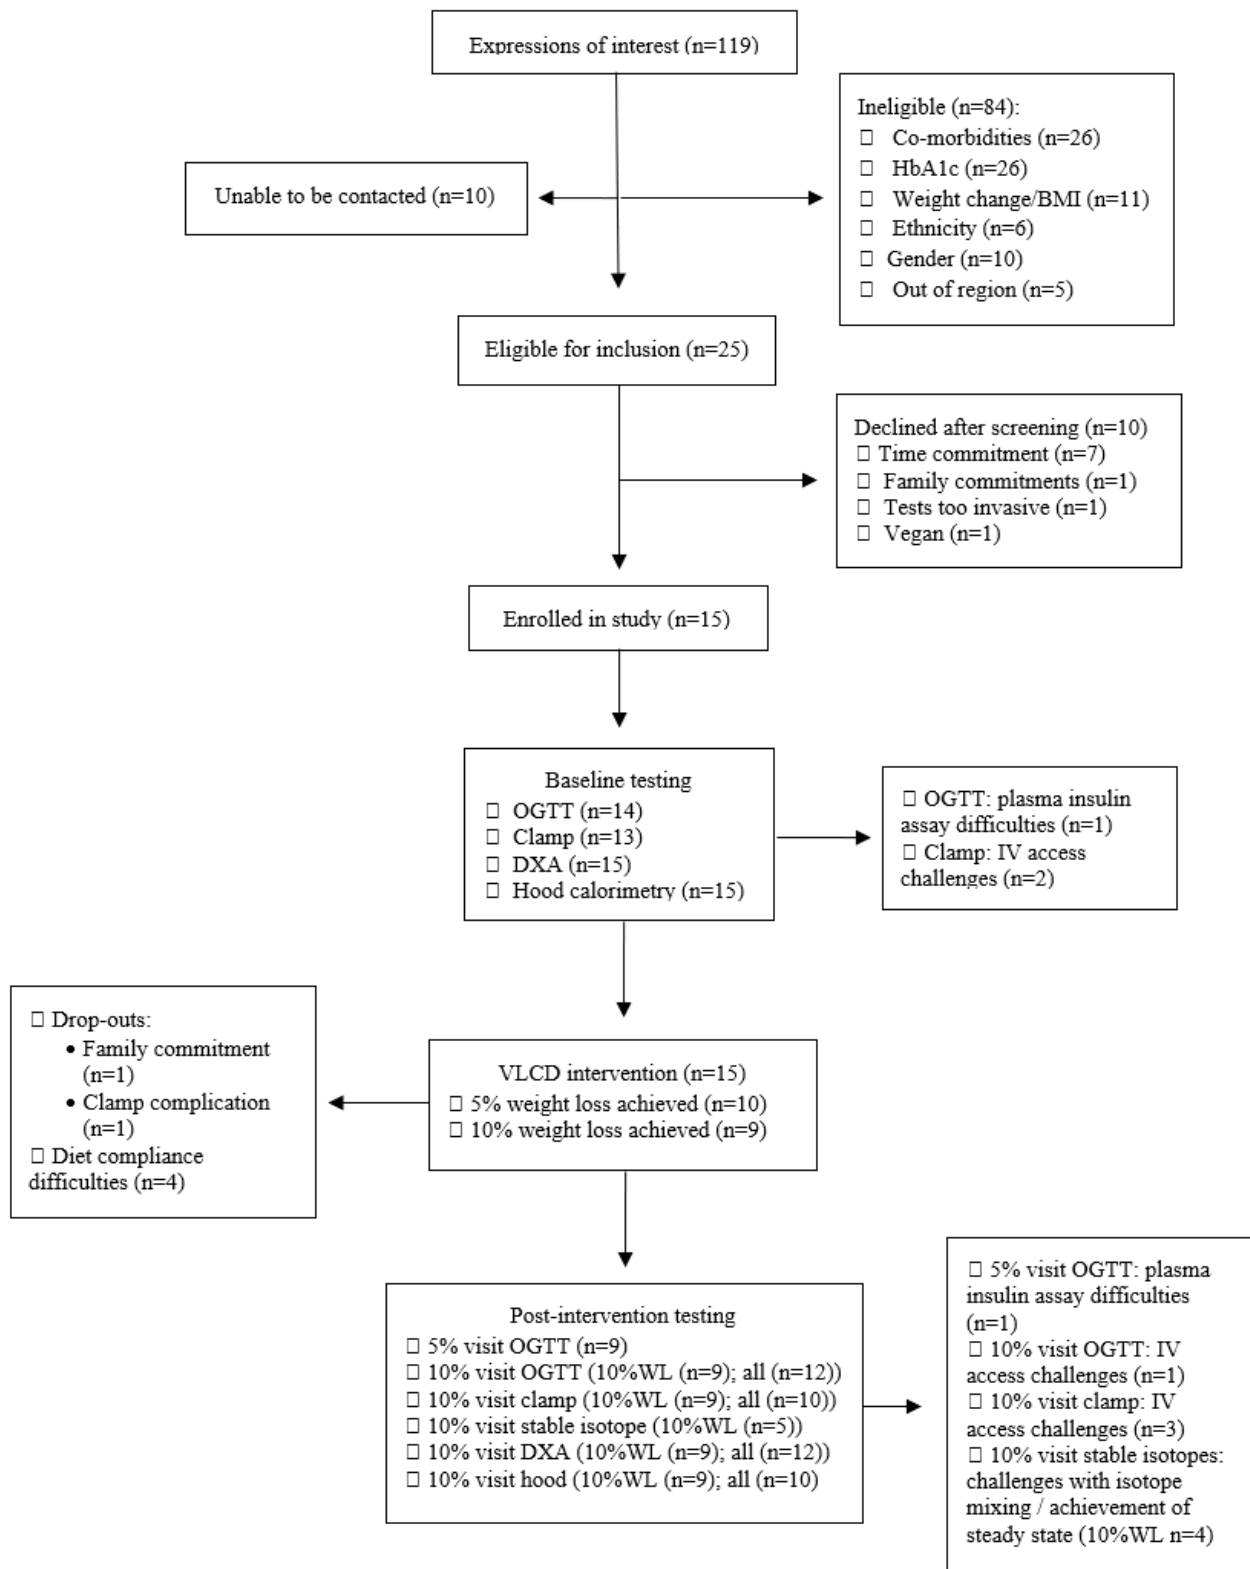 Expressions of interest (n=119)
Ineligible (n=84):
☐ Co-morbidities (n=26)
☐ HbA1c (n=26)
☐ Weight change/BMI (n=11)
☐ Ethnicity (n=6)
☐ Gender (n=10)
☐ Out of region (n=5)
Unable to be contacted (n=10)
Eligible for inclusion (n=25)
Declined after screening (n=10)
☐ Time commitment (n=7)
☐ Family commitments (n=1)
☐ Tests too invasive (n=1)
☐ Vegan (n=1)
Enrolled in study (n=15)
Baseline testing
☐ OGTT (n=14)
☐ Clamp (n=13)
☐ DXA (n=15)
☐ Hood calorimetry (n=15)
☐ OGTT: plasma insulin
assay difficulties (n=1)
☐ Clamp: IV access
challenges (n=2)
☐ Drop-outs:
• Family commitment
(n=1)
• Clamp complication
(n=1)
☐ Diet compliance
difficulties (n=4)
VLCD intervention (n=15)
☐ 5% weight loss achieved (n=10)
☐ 10% weight loss achieved (n=9)
Post-intervention testing
☐ 5% visit OGTT (n=9)
☐ 10% visit OGTT (10%WL (n=9); all (n=12))
☐ 10% visit clamp (10%WL (n=9); all (n=10))
☐ 10% visit stable isotope (10%WL (n=5))
☐ 10% visit DXA (10%WL (n=9); all (n=12))
☐ 10% visit hood (10%WL (n=9); all (n=10)
☐ 5% visit OGTT: plasma
insulin assay difficulties
(n=1)
☐ 10% visit OGTT: IV
access challenges (n=1)
☐ 10% visit clamp: IV
access challenges (n=3)
☐ 10% visit stable isotopes:
challenges with isotope
mixing / achievement of
steady state (10%WL n=4)